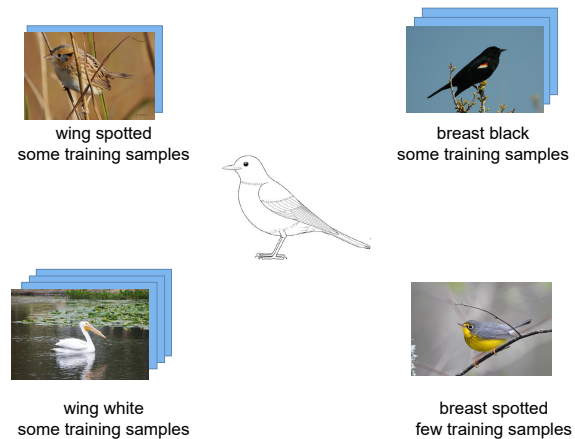 wing spotted
some training samples
breast black
some training samples
wing white
some training samples
breast spotted
few training samples